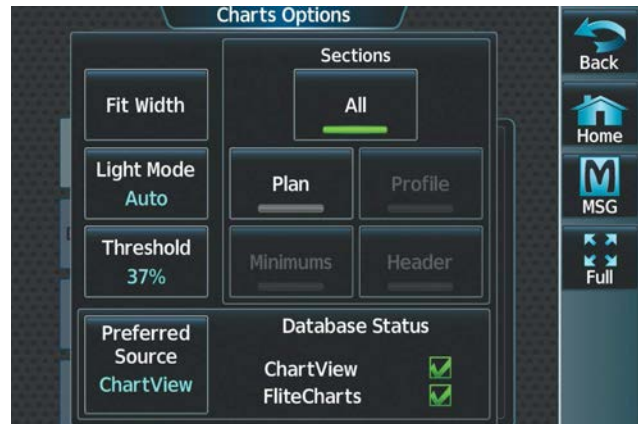 Charts Options
Sections
Fit Width
All
Light Mode
Auto
Plan
Profile
Threshold
37%
Minimums
Header
Preferred
Source
ChartView
Database Status
ChartView
FliteCharts
Back
Home
M
MSG
Full